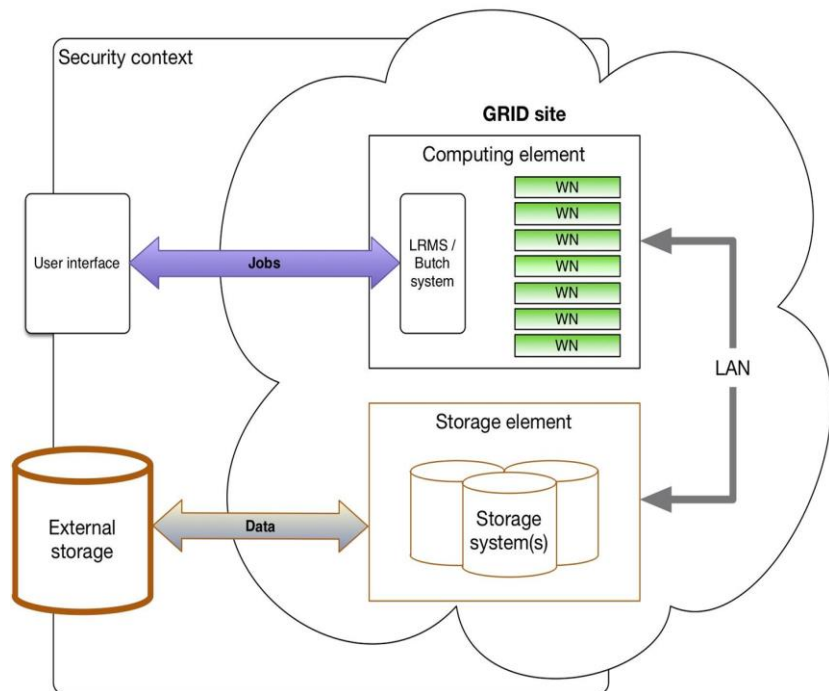 Security context
GRID site
Computing element
WN
WN
WN
WN
WN
WN
WN
LRMS /
Butch
system
User interface
Jobs
LAN
Storage element
Storage
system(s)
External
storage
Data